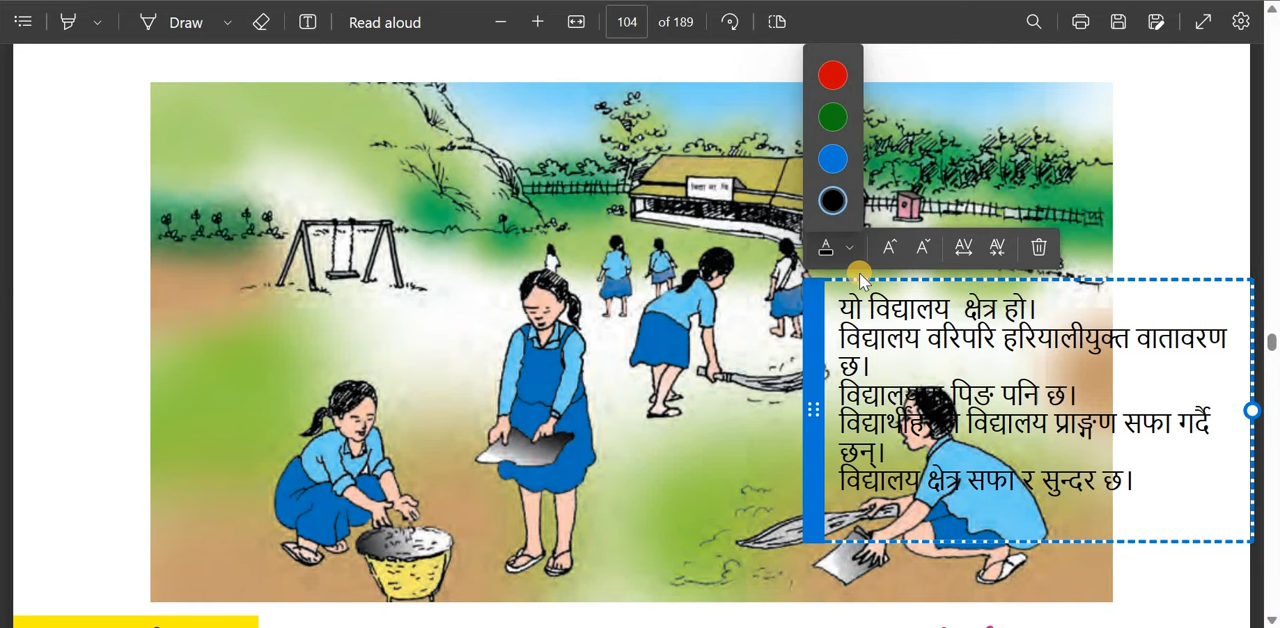 Draw
Read aloud
104 of 189
यो विद्यालय क्षेत्र हो।
विद्यालय वरिपरि हरियालीयुक्त वातावरण
छ।
पिङ पनि छ।
विद्यालय प्राङ्गण सफा गर्दै
छन्।
विद्यालय क्षेत्र सफा र सुन्दर छ।